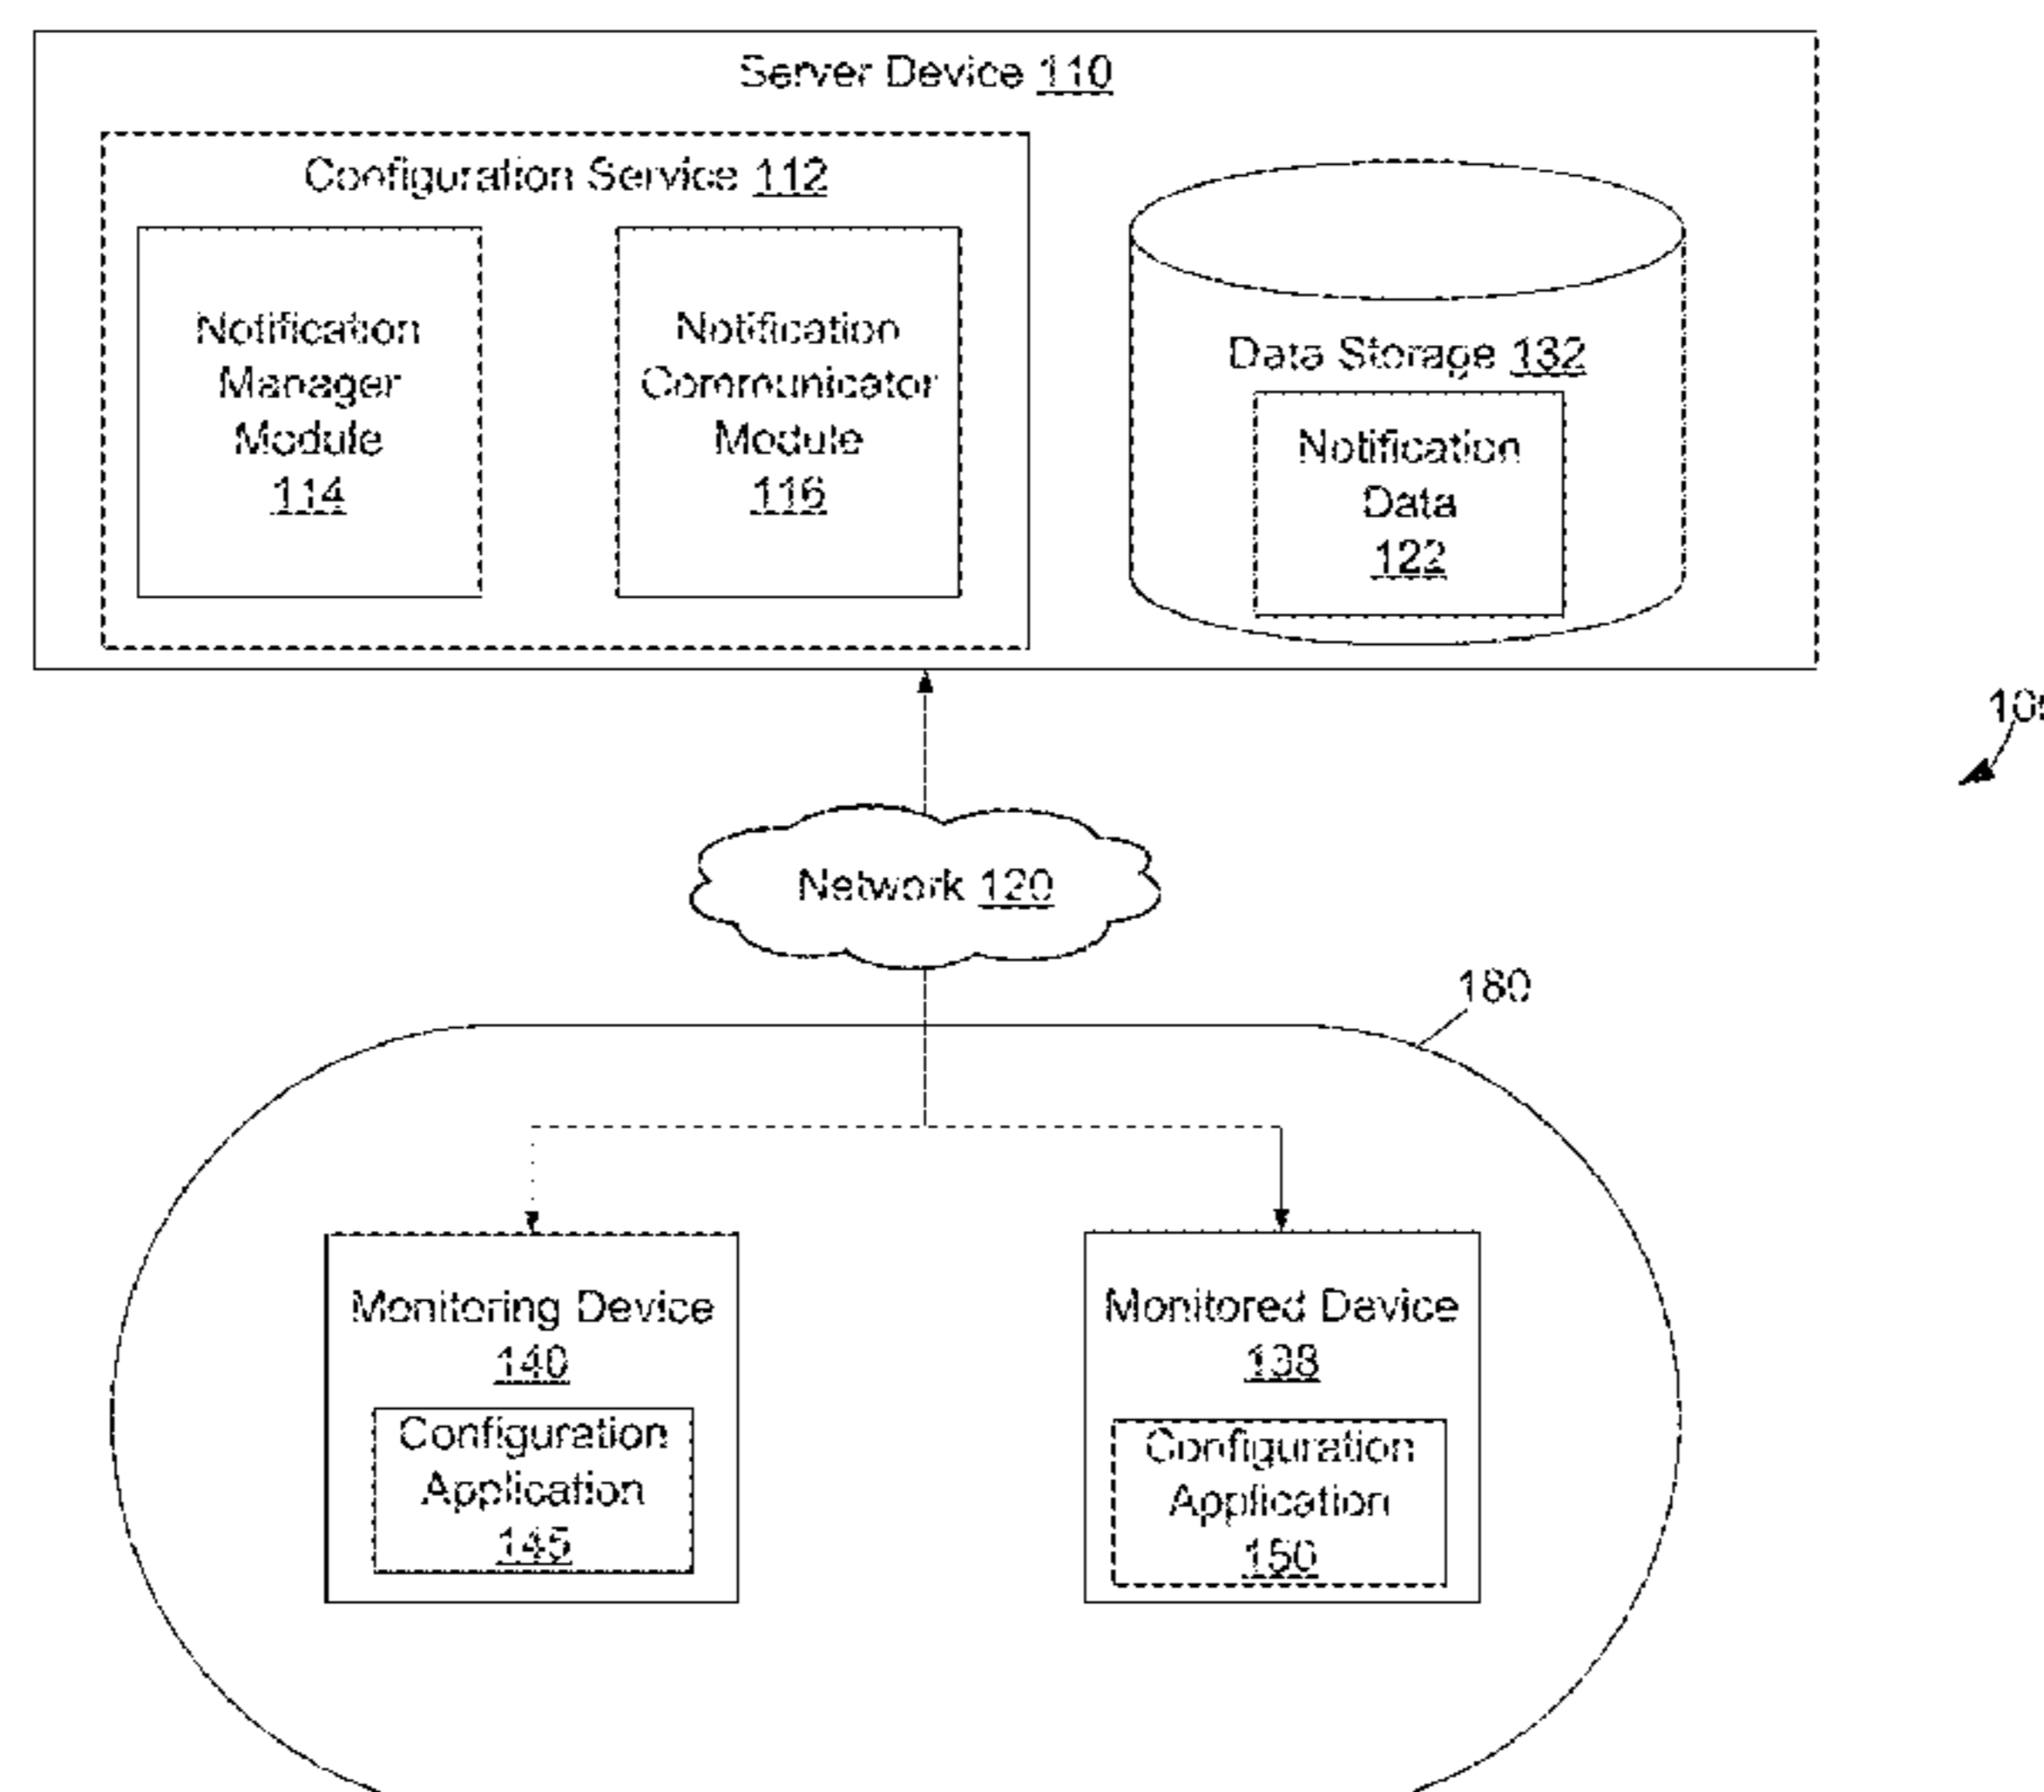 Server Device 110
Configuration Service 112
Notification
Manager
Module
114
Notification
Communicator
Module
116
Data Storage 132
Notification
Data
122
Network 120
180
Monitoring Device
140
Configuration
Application
145
Monitored Device
138
Configuration
Application
150